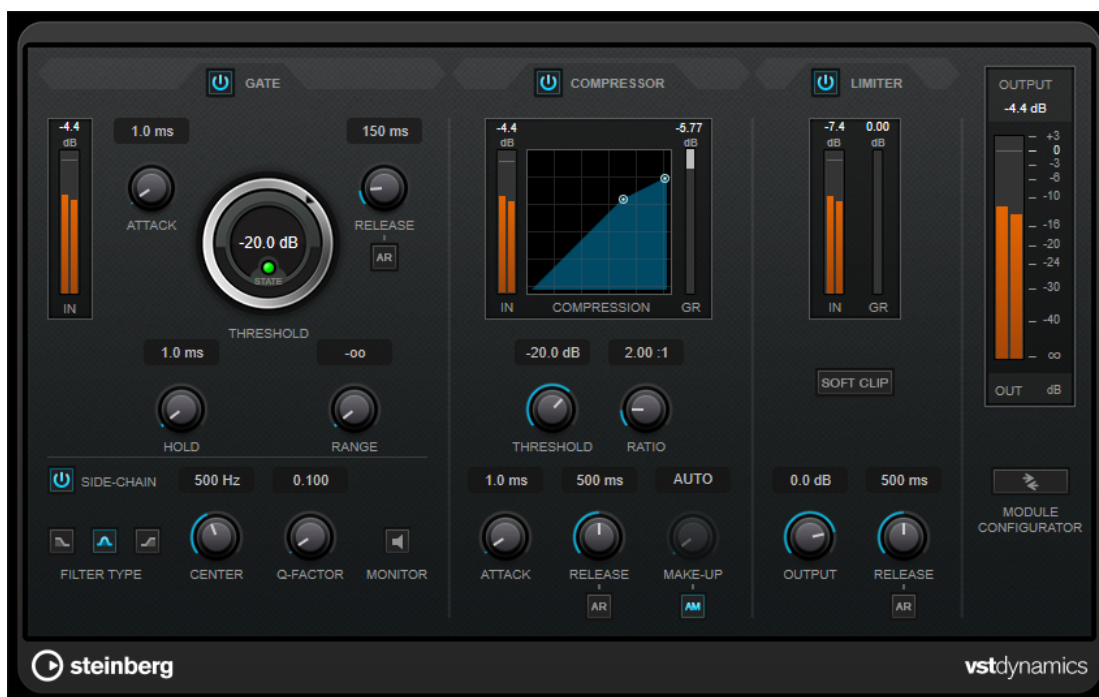 GATE
COMPRESSOR
LIMITER
OUTPUT
-4.4 dB
-4.4
dB
IN
1.0 ms
ATTACK
150 ms
RELEASE
AR
-20.0 dB
STATE
THRESHOLD
1.0 ms
HOLD
-oo
RANGE
SIDE-CHAIN
500 Hz
0.100
FILTER TYPE
CENTER
Q-FACTOR
MONITOR
-4.4
dB
-5.77
dB
IN
COMPRESSION
GR
-20.0 dB
2.00 :1
THRESHOLD
RATIO
1.0 ms
500 ms
AUTO
ATTACK
RELEASE
MAKE-UP
AR
AM
-7.4
dB
0.00
dB
IN
GR
SOFT CLIP
0.0 dB
500 ms
OUTPUT
RELEASE
AR
+3
0
-3
-6
-10
-16
-20
-24
-30
-40
oo
OUT
dB
MODULE
CONFIGURATOR
steinberg
vstdynamics